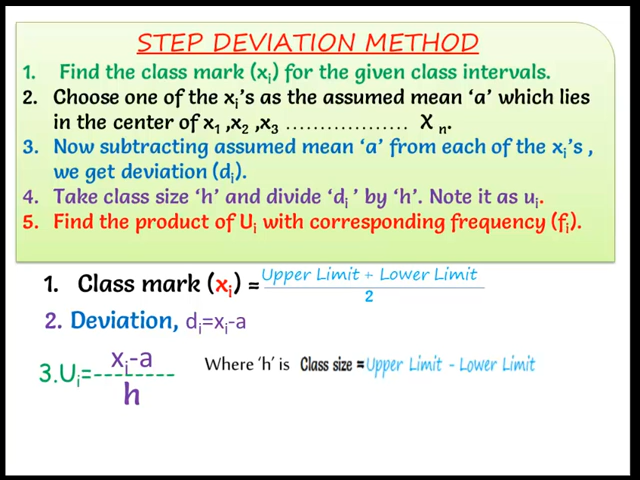 STEP DEVIATION METHOD
1. Find the class mark (xᵢ) for the given class intervals.
2. Choose one of the xᵢ's as the assumed mean ‘a’ which lies
in the center of x₁ ,x₂ ,x₃ .................. X ₙ.
3. Now subtracting assumed mean ‘a’ from each of the xᵢ's ,
we get deviation (dᵢ).
4. Take class size ‘h’ and divide ‘dᵢ ’ by ‘h’. Note it as uᵢ.
5. Find the product of Uᵢ with corresponding frequency (fᵢ).
1. Class mark (xᵢ) = Upper Limit + Lower Limit
2
2. Deviation, dᵢ=xᵢ-a
xᵢ-a
3.Uᵢ=---------
h
Where ‘h’ is Class size = Upper Limit - Lower Limit